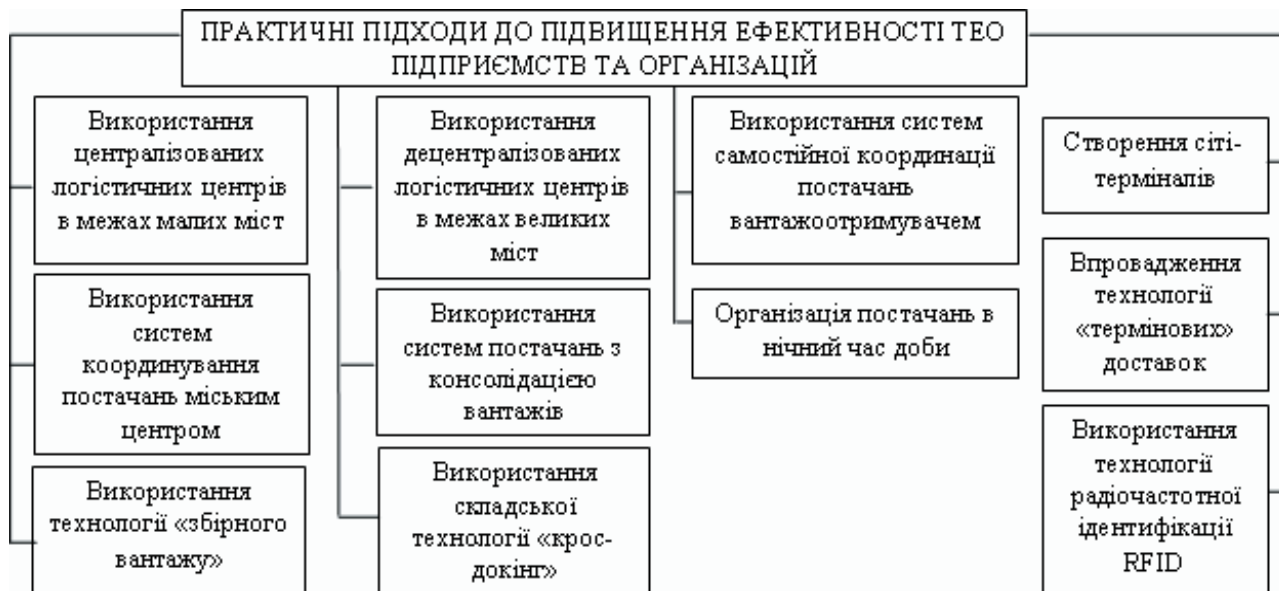 ПРАКТИЧНІ ПІДХОДИ ДО ПІДВИЩЕННЯ ЕФЕКТИВНОСТІ ТЕО
ПІДПРИЄМСТВ ТА ОРГАНІЗАЦІЙ
Використання
централізованих
логістичних центрів
в межах малих міст
Використання
систем
координування
постачань міським
центром
Використання
технології «збірного
вантажу»
Використання
децентралізованих
логістичних центрів
в межах великих
міст
Використання
систем постачань з
консолідацією
вантажів
Використання
складської
технології «крос-
докінг»
Використання систем
самостійної координації
постачань
вантажоотримувачем
Організація постачань в
нічний час доби
Створення сіті-
терміналів
Впровадження
технології
«термінових»
доставок
Використання
технології
радіочастотної
ідентифікації
RFID